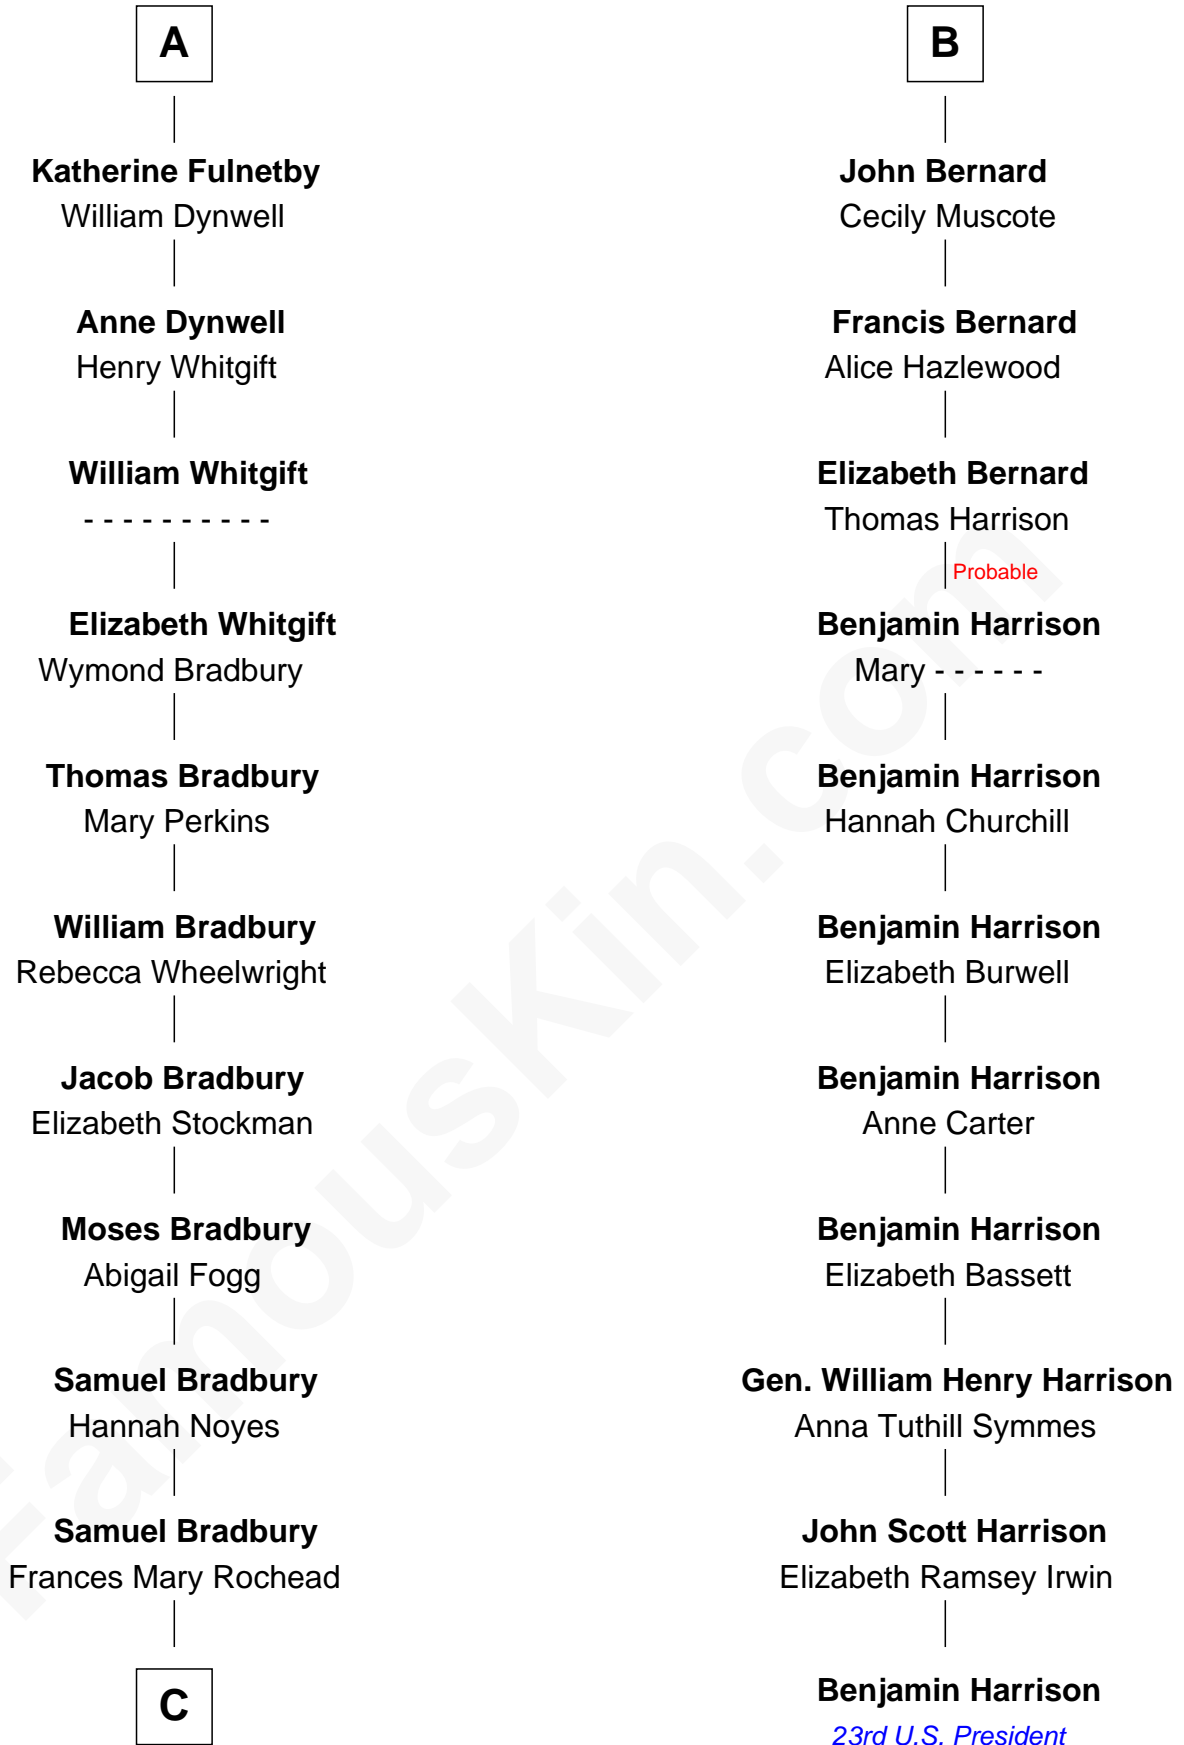 A
Katherine Fulnetby
William Dynwell
Anne Dynwell
Henry Whitgift
William Whitgift
- - - - - - - - - -
Elizabeth Whitgift
Wymond Bradbury
Thomas Bradbury
Mary Perkins
William Bradbury
Rebecca Wheelwright
Jacob Bradbury
Elizabeth Stockman
Moses Bradbury
Abigail Fogg
Samuel Bradbury
Hannah Noyes
Samuel Bradbury
Frances Mary Rochead
C
B
John Bernard
Cecily Muscote
Francis Bernard
Alice Hazlewood
Elizabeth Bernard
Thomas Harrison
Probable
Benjamin Harrison
Mary - - - - - -
Benjamin Harrison
Hannah Churchill
Benjamin Harrison
Elizabeth Burwell
Benjamin Harrison
Anne Carter
Benjamin Harrison
Elizabeth Bassett
Gen. William Henry Harrison
Anna Tuthill Symmes
John Scott Harrison
Elizabeth Ramsey Irwin
Benjamin Harrison
23rd U.S. President
FamousKin.com